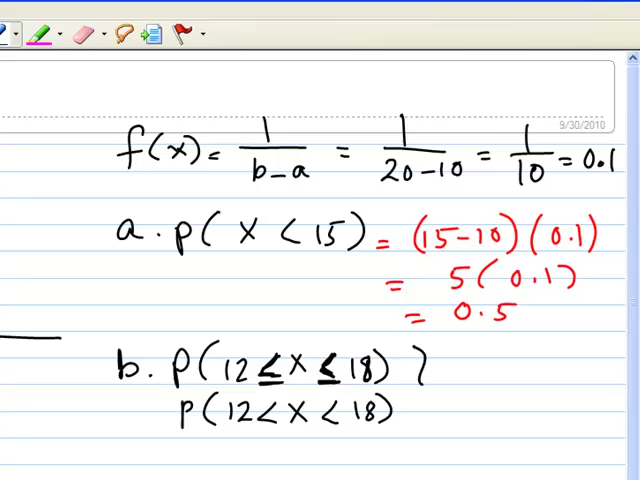 9/30/2010
f(x) = 1/(b-a) = 1/(20-10) = 1/10 = 0.1
a. p( X < 15) = (15-10)(0.1)
= 5(0.1)
= 0.5
b. P(12 ≤ X ≤ 18) )
P(12 < X < 18)